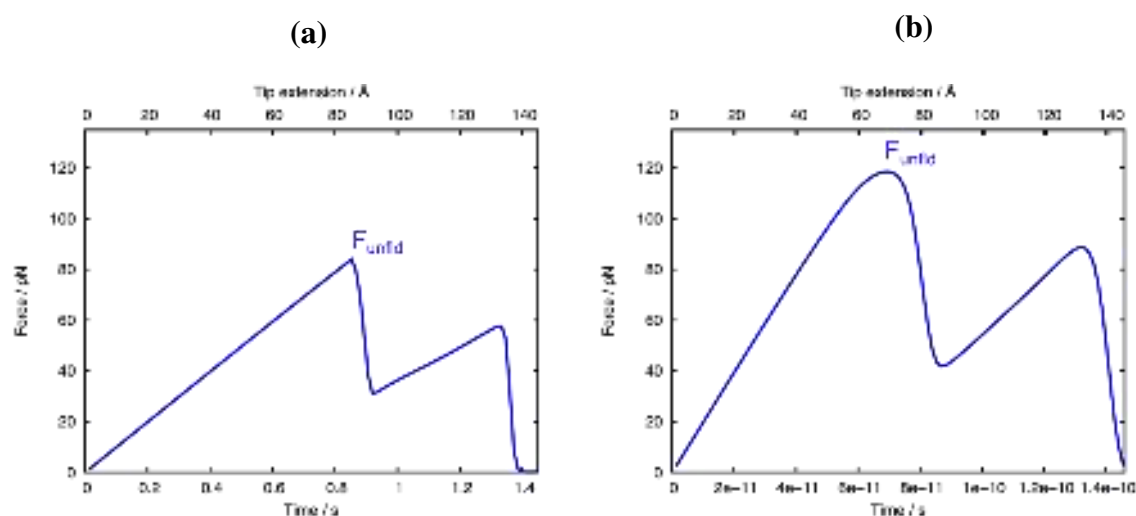 (a)
Tip extension / Å
0 20 40 60 80 100 120 140
Force / pN
120
100
80
60
40
20
0
F_unfld
0 0.2 0.4 0.6 0.8 1 1.2 1.4
Time / s
(b)
Tip extension / Å
0 20 40 60 80 100 120 140
Force / pN
120
100
80
60
40
20
0
F_unfld
0 2e-11 4e-11 6e-11 8e-11 1e-10 1.2e-10 1.4e-10
Time / s